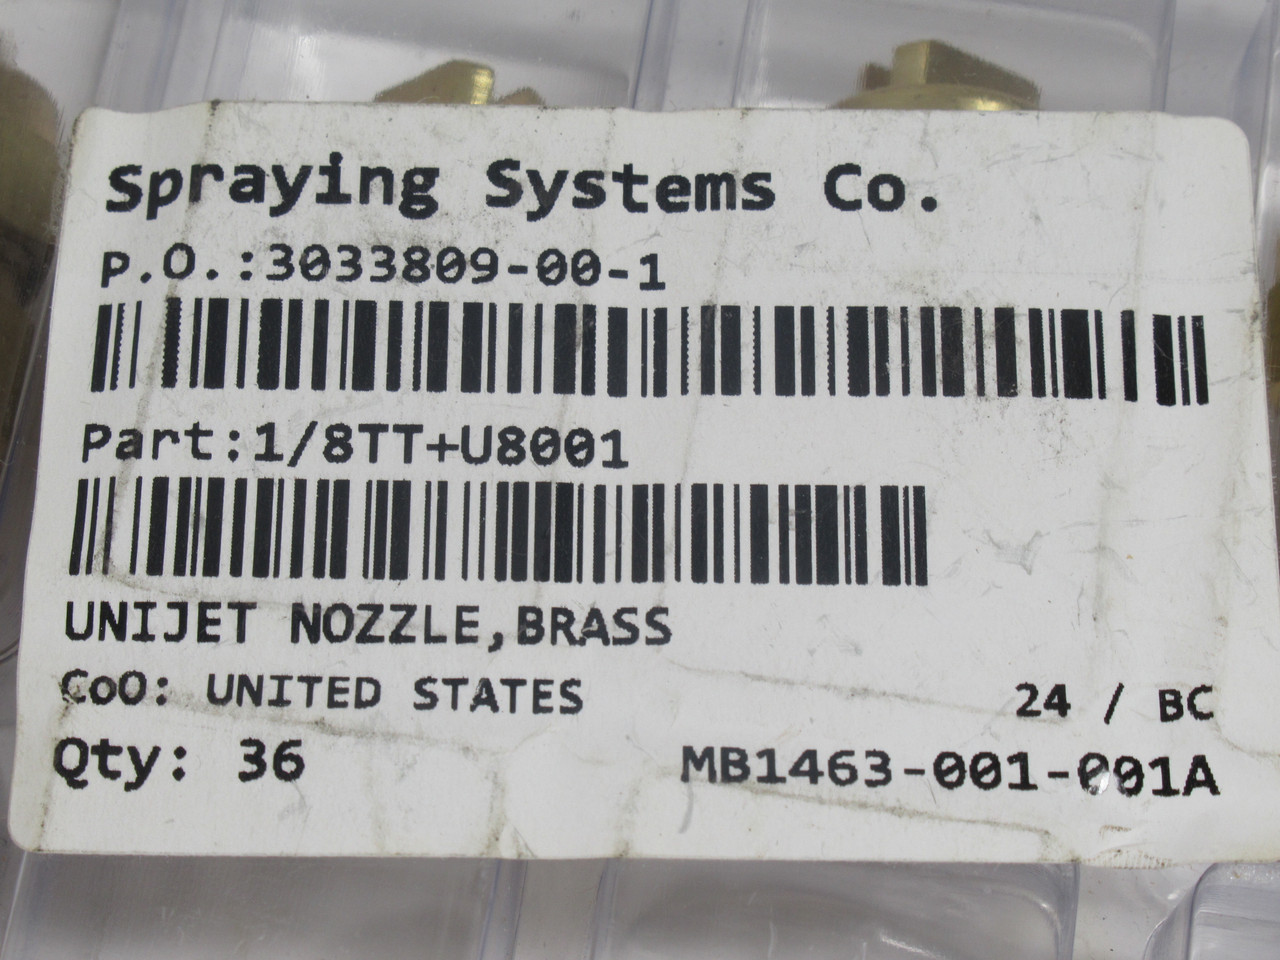 Spraying Systems Co.
P.O.:3033809-00-1
Part:1/8TT+U8001
UNIJET NOZZLE,BRASS
CoO: UNITED STATES
24 / BC
Qty: 36
MB1463-001-001A